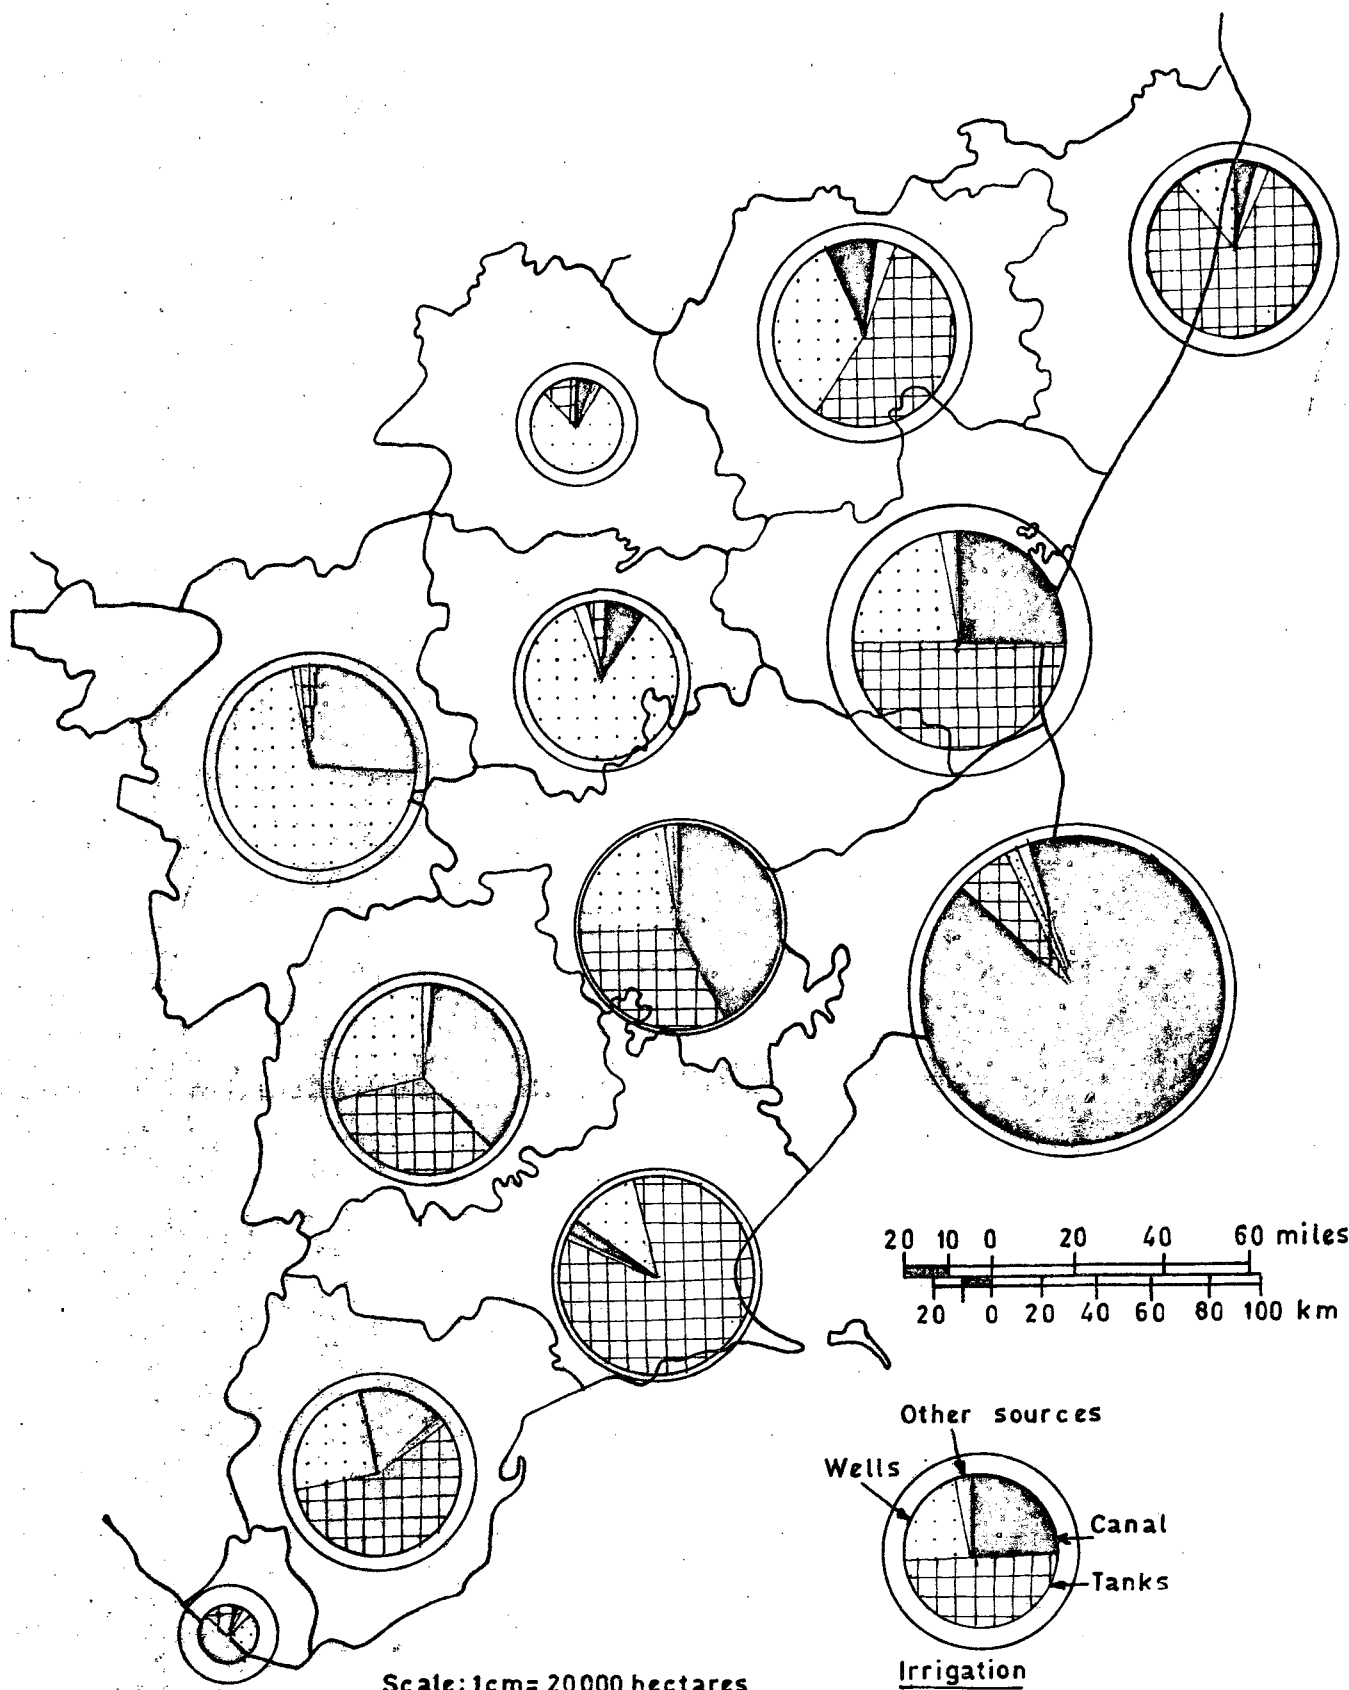 20 10 0 20 40 60 miles
20 0 20 40 60 80 100 km
Other sources
Wells
Canal
Tanks
Irrigation
Scale: 1cm= 20000 hectares